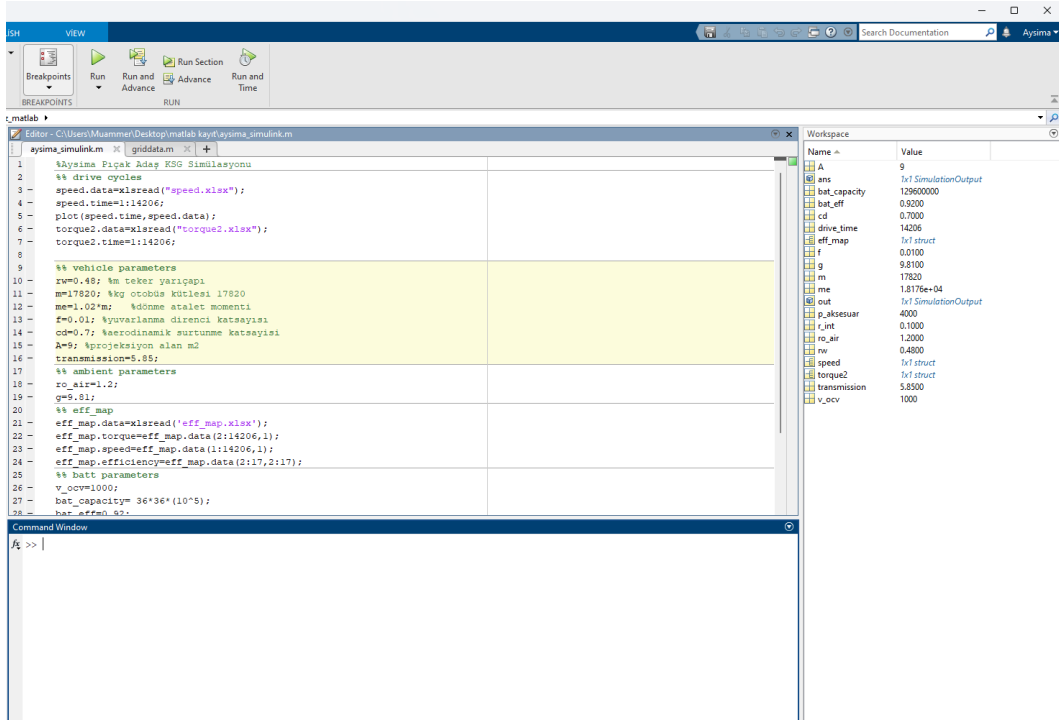 ISH VIEW
Search Documentation Aysima
Breakpoints Run Run and Advance Run Section Advance Run and Time
BREAKPOINTS RUN
z_matlab
Editor - C:\Users\Muammer\Desktop\matlab kayıt\aysima_simulink.m
aysima_simulink.m griddata.m +
1 %Aysima Pıçak Adaş KSG Simülasyonu
2 %% drive cycles
3 - speed.data=xlsread("speed.xlsx");
4 - speed.time=1:14206;
5 - plot(speed.time,speed.data);
6 - torque2.data=xlsread("torque2.xlsx");
7 - torque2.time=1:14206;
8
9 %% vehicle parameters
10 - rw=0.48; %m teker yarıçapı
11 - m=17820; %kg otobüs kütlesi 17820
12 - me=1.02*m; %dönme atalet momenti
13 - f=0.01; %yuvarlanma direnci katsayısı
14 - cd=0.7; %aerodinamik surtunme katsayisi
15 - A=9; %projeksiyon alan m2
16 - transmission=5.85;
17 %% ambient parameters
18 - ro_air=1.2;
19 - g=9.81;
20 %% eff_map
21 - eff_map.data=xlsread('eff_map.xlsx');
22 - eff_map.torque=eff_map.data(2:14206,1);
23 - eff_map.speed=eff_map.data(1:14206,1);
24 - eff_map.efficiency=eff_map.data(2:17,2:17);
25 %% batt parameters
26 - v_ocv=1000;
27 - bat_capacity= 36*36*(10^5);
28 - bat_eff=0.92;
Command Window
fx >>
Workspace
Name Value
A 9
ans 1x1 SimulationOutput
bat_capacity 129600000
bat_eff 0.9200
cd 0.7000
drive_time 14206
eff_map 1x1 struct
f 0.0100
g 9.8100
m 17820
me 1.8176e+04
out 1x1 SimulationOutput
p_aksesuar 4000
r_int 0.1000
ro_air 1.2000
rw 0.4800
speed 1x1 struct
torque2 1x1 struct
transmission 5.8500
v_ocv 1000